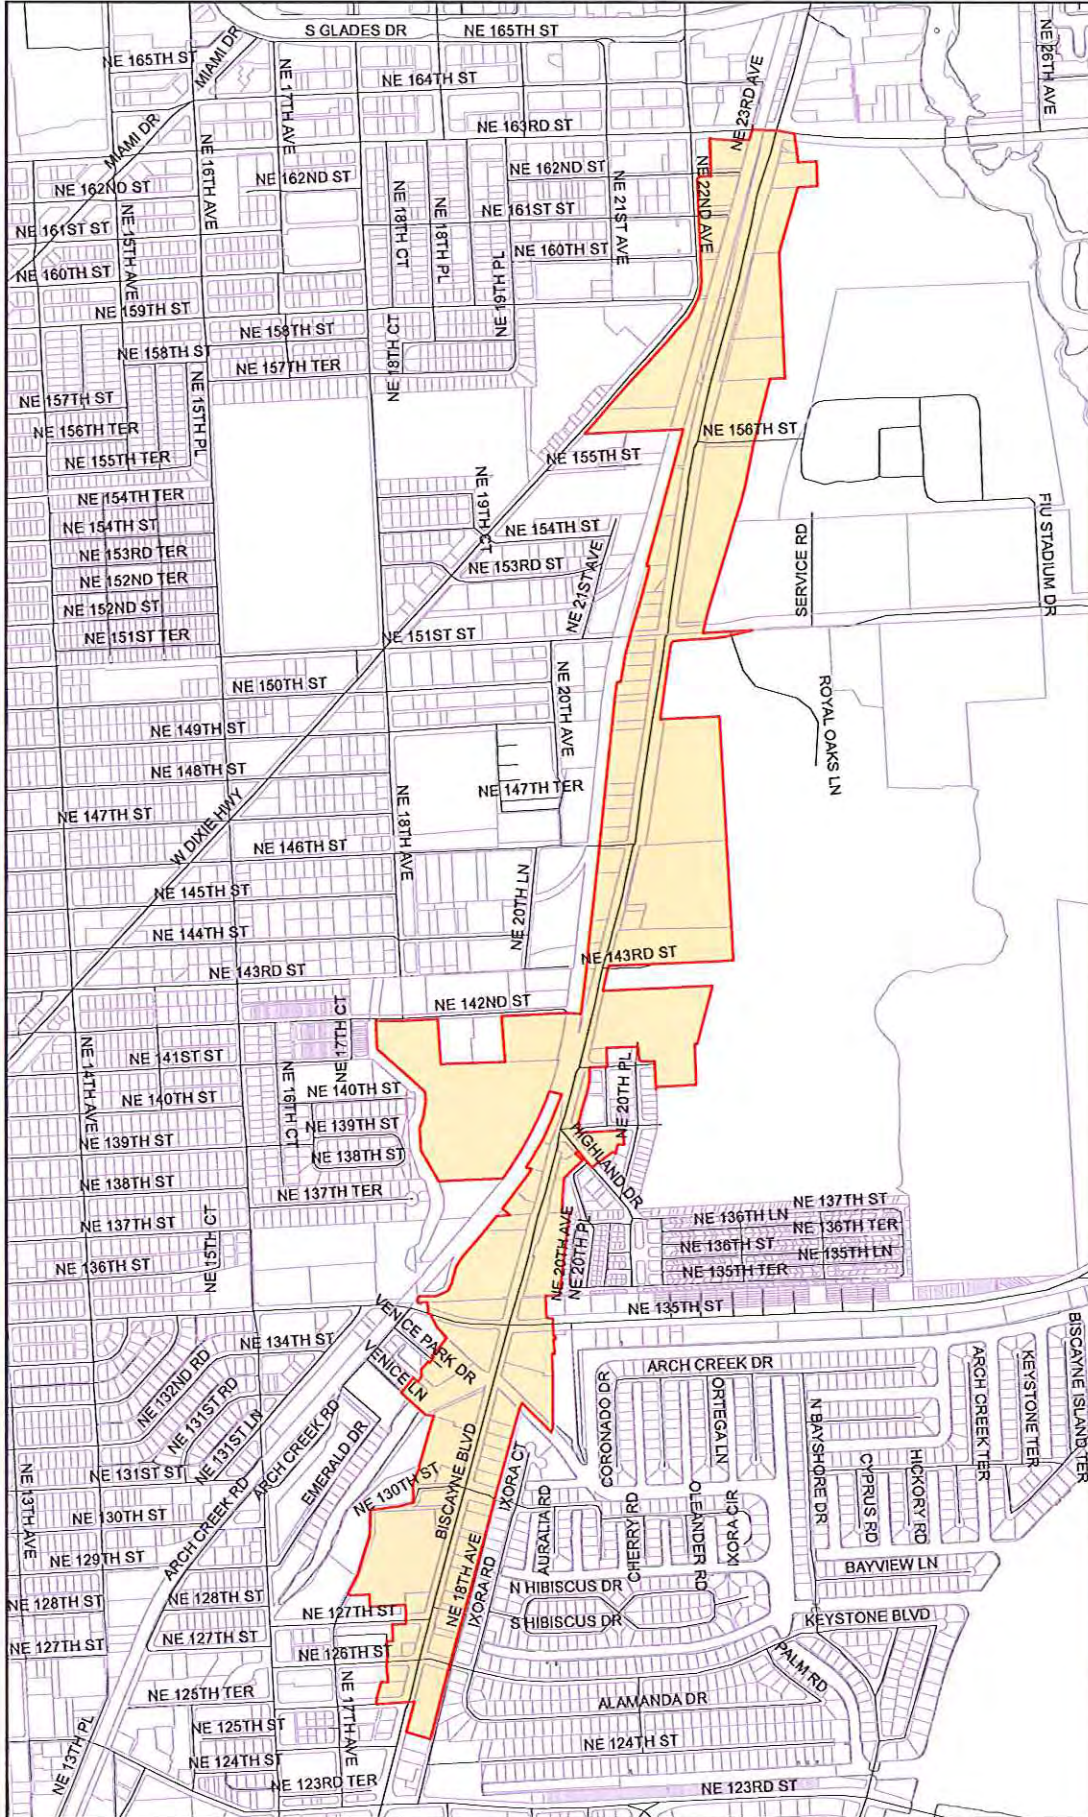 S GLADES DR
NE 165TH ST
NE 26TH AVE
NE 165TH ST
MIAMI DR
NE 17TH AVE
NE 164TH ST
NE 23RD AVE
MIAMI DR
NE 16TH AVE
NE 163RD ST
NE 162ND ST
NE 162ND ST
NE 162ND ST
NE 22ND AVE
NE 15TH AVE
NE 18TH CT
NE 18TH PL
NE 161ST ST
NE 21ST AVE
NE 161ST ST
NE 160TH ST
NE 160TH ST
NE 19TH PL
NE 159TH ST
NE 158TH ST
NE 158TH ST
NE 18TH CT
NE 157TH TER
NE 15TH PL
NE 157TH ST
NE 156TH TER
NE 156TH ST
NE 155TH TER
NE 155TH ST
NE 154TH TER
NE 19TH CT
NE 154TH ST
NE 154TH ST
FIU STADIUM DR
NE 153RD TER
NE 153RD ST
SERVICE RD
NE 152ND TER
NE 21ST AVE
NE 152ND ST
NE 151ST TER
NE 151ST ST
NE 150TH ST
NE 20TH AVE
ROYAL OAKS LN
NE 149TH ST
NE 148TH ST
NE 147TH TER
NE 147TH ST
W DIXIE HWY
NE 18TH AVE
NE 146TH ST
NE 145TH ST
NE 20TH LN
NE 144TH ST
NE 143RD ST
NE 143RD ST
NE 142ND ST
NE 17TH CT
NE 141ST ST
NE 14TH AVE
NE 16TH CT
NE 140TH ST
NE 140TH ST
NE 20TH PL
NE 139TH ST
NE 139TH ST
HIGHLAND DR
NE 138TH ST
NE 138TH ST
NE 137TH TER
NE 137TH ST
NE 136TH LN
NE 137TH ST
NE 15TH CT
NE 20TH AVE
NE 20TH PL
NE 136TH TER
NE 136TH ST
NE 135TH LN
NE 136TH ST
NE 135TH TER
NE 135TH ST
VENICE PARK DR
NE 134TH ST
VENICE LN
BISCAYNE ISLAND TER
NE 132ND RD
ARCH CREEK DR
ARCH CREEK TER
KEYSTONE TER
NE 131ST RD
NE 131ST LN
ARCH CREEK RD
EMERALD DR
CORONADO DR
ORTEGA LN
N BAYSHORE DR
NE 131ST ST
BISCAYNE BLVD
IXORA CT
CYPRUS RD
HICKORY RD
NE 13TH AVE
NE 130TH ST
NE 130TH ST
ARCH CREEK RD
AURALIA RD
CHERRY RD
OLEANDER RD
IXORA CIR
NE 129TH ST
BAYVIEW LN
NE 128TH ST
NE 128TH ST
NE 18TH AVE
IXORA RD
N HIBISCUS DR
NE 127TH ST
S HIBISCUS DR
KEYSTONE BLVD
NE 127TH ST
NE 127TH ST
NE 126TH ST
PALM RD
NE 125TH TER
NE 17TH AVE
ALAMANDA DR
NE 125TH ST
NE 124TH ST
NE 124TH ST
NE 13TH PL
NE 123RD TER
NE 123RD ST